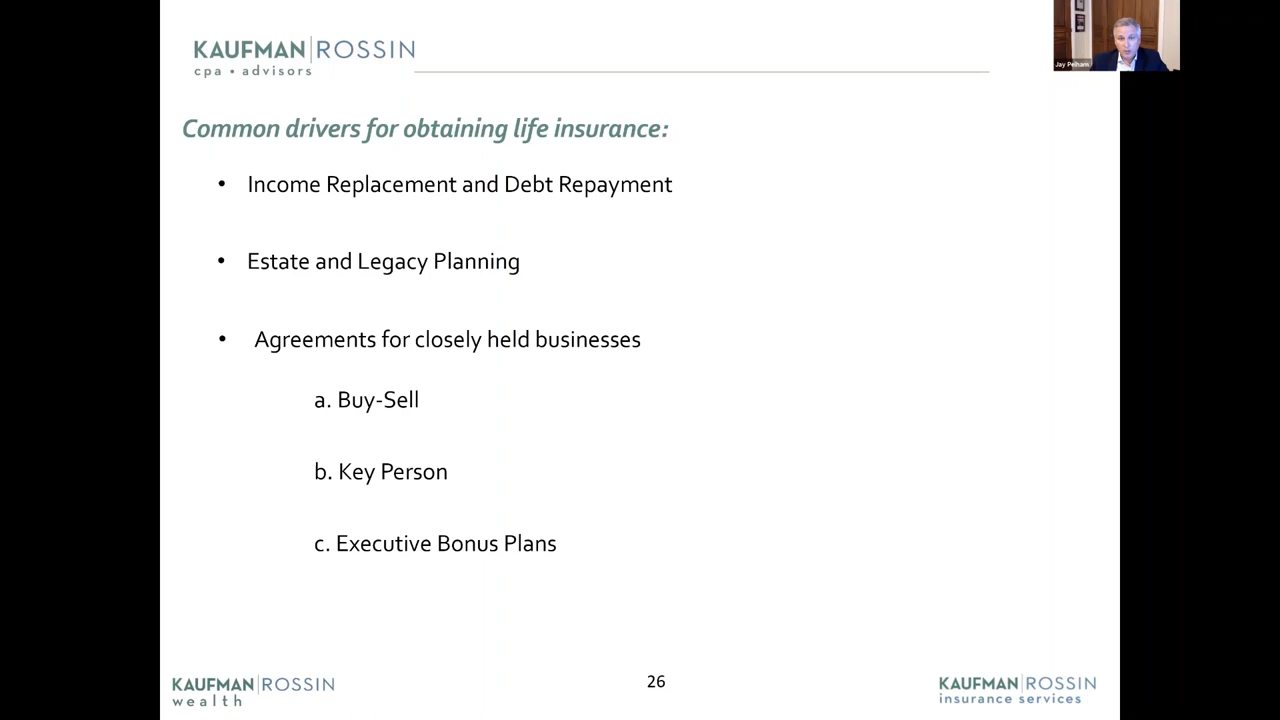 KAUFMAN|ROSSIN
cpa • advisors
Jay Pelham
Common drivers for obtaining life insurance:
• Income Replacement and Debt Repayment
• Estate and Legacy Planning
• Agreements for closely held businesses
a. Buy-Sell
b. Key Person
c. Executive Bonus Plans
KAUFMAN|ROSSIN
wealth
26
KAUFMAN|ROSSIN
insurance services